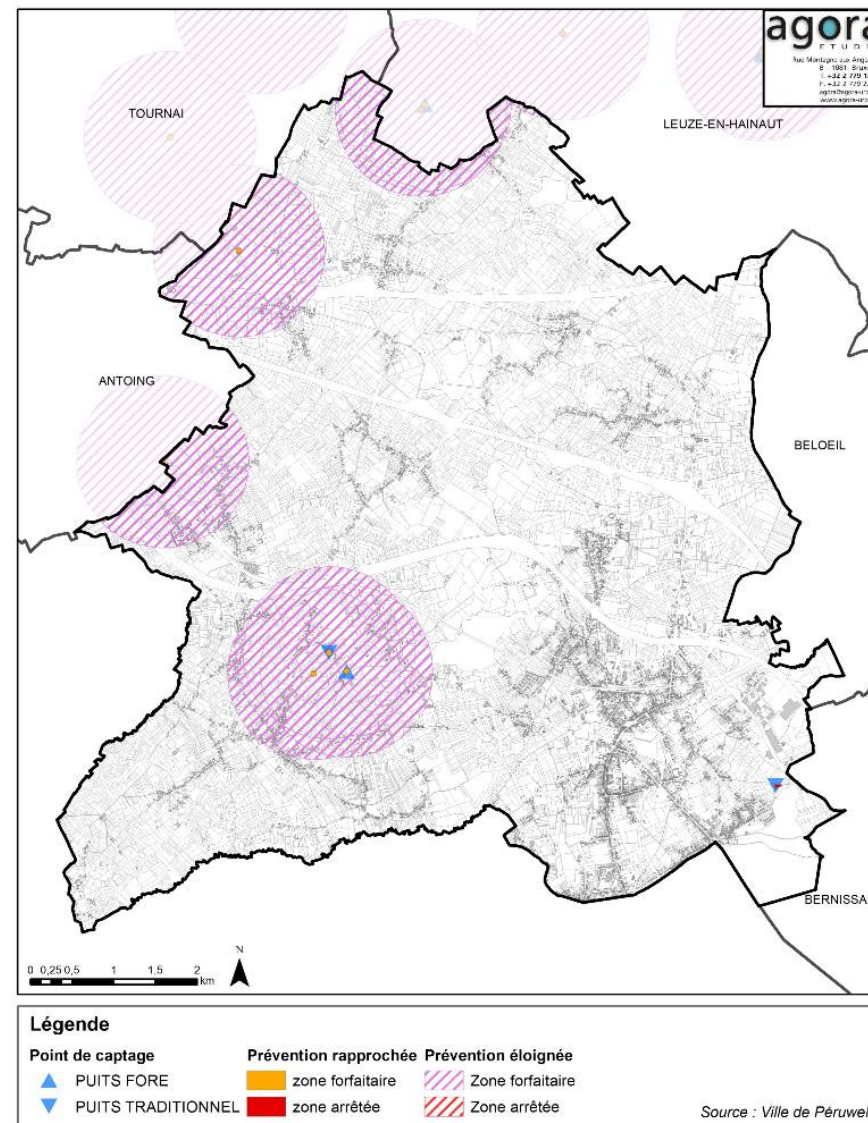 agora
ETUD
TOURNAI
LEUZE-EN-HAINAUT
ANTOING
BELOEIL
BERNISSA
N
0 0,25 0,5 1 1,5 2
km
Légende
Point de captage
PUITS FORE
PUITS TRADITIONNEL
Prévention rapprochée
zone forfaitaire
zone arrêtée
Prévention éloignée
Zone forfaitaire
Zone arrêtée
Source : Ville de Péruwel